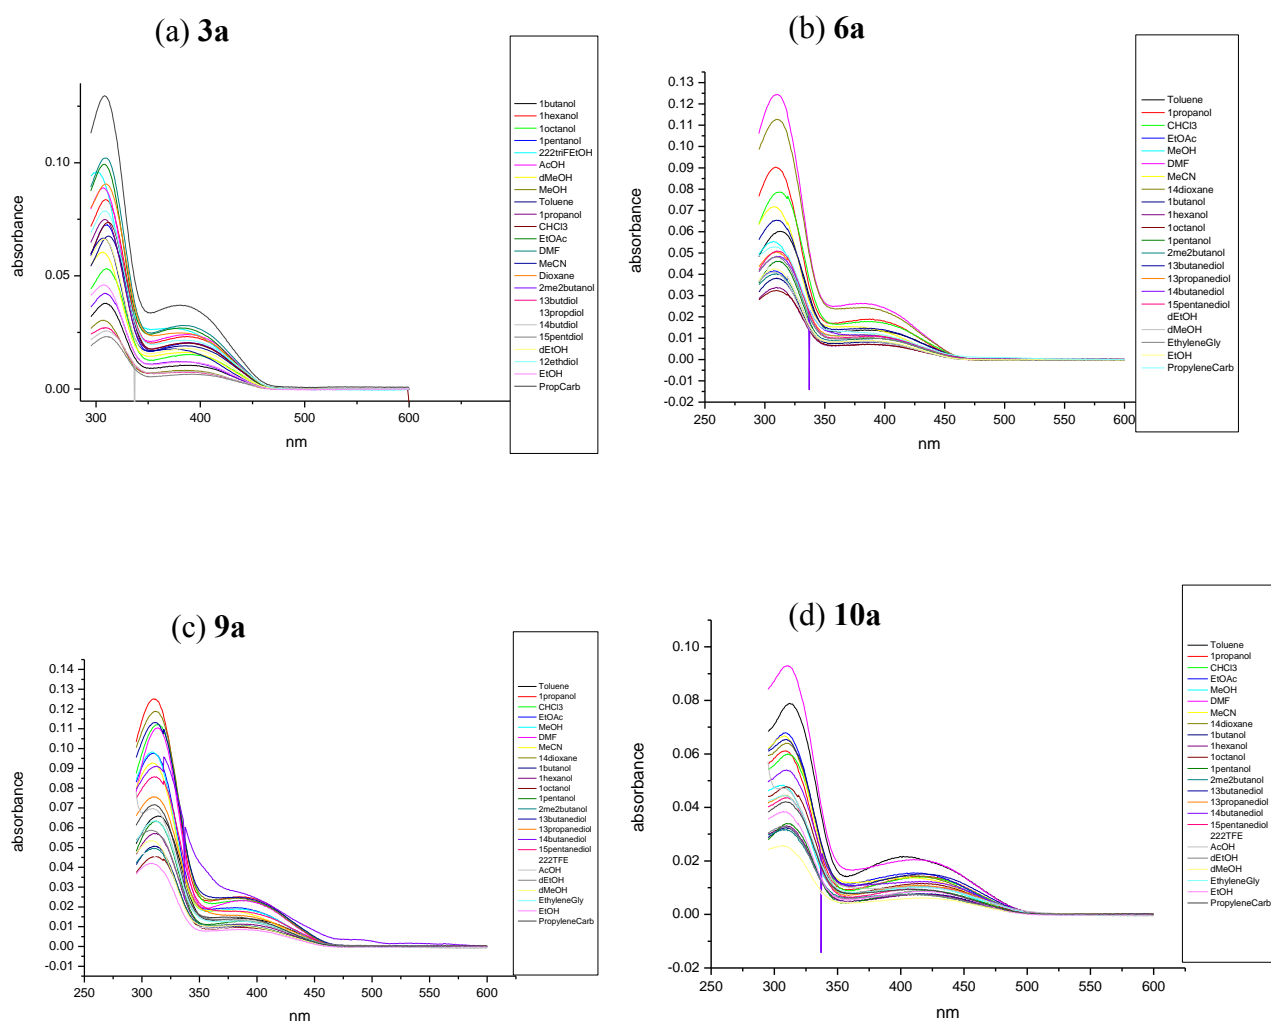 (a) 3a
absorbance
0.10
0.05
0.00
300
400
500
600
nm
1butanol
1hexanol
1octanol
1pentanol
222triFEtOH
AcOH
dMeOH
MeOH
Toluene
1propanol
CHCl3
EtOAc
DMF
MeCN
Dioxane
2me2butanol
13butdiol
13propdiol
14butdiol
15pentdiol
dEtOH
12ethdiol
EtOH
PropCarb
(b) 6a
absorbance
0.13
0.12
0.11
0.10
0.09
0.08
0.07
0.06
0.05
0.04
0.03
0.02
0.01
0.00
-0.01
-0.02
250
300
350
400
450
500
550
600
nm
Toluene
1propanol
CHCl3
EtOAc
MeOH
DMF
MeCN
14dioxane
1butanol
1hexanol
1octanol
1pentanol
2me2butanol
13butanediol
13propanediol
14butanediol
15pentanediol
dEtOH
dMeOH
EthyleneGly
EtOH
PropyleneCarb
(c) 9a
absorbance
0.14
0.13
0.12
0.11
0.10
0.09
0.08
0.07
0.06
0.05
0.04
0.03
0.02
0.01
0.00
-0.01
250
300
350
400
450
500
550
600
nm
Toluene
1propanol
CHCl3
EtOAc
MeOH
DMF
MeCN
14dioxane
1butanol
1hexanol
1octanol
1pentanol
2me2butanol
13butanediol
13propanediol
14butanediol
15pentanediol
222TFE
AcOH
dEtOH
dMeOH
EthyleneGly
EtOH
PropyleneCarb
(d) 10a
absorbance
0.10
0.08
0.06
0.04
0.02
0.00
-0.02
250
300
350
400
450
500
550
600
nm
Toluene
1propanol
CHCl3
EtOAc
MeOH
DMF
MeCN
14dioxane
1butanol
1hexanol
1octanol
1pentanol
2me2butanol
13butanediol
13propanediol
14butanediol
15pentanediol
222TFE
AcOH
dEtOH
dMeOH
EthyleneGly
EtOH
PropyleneCarb